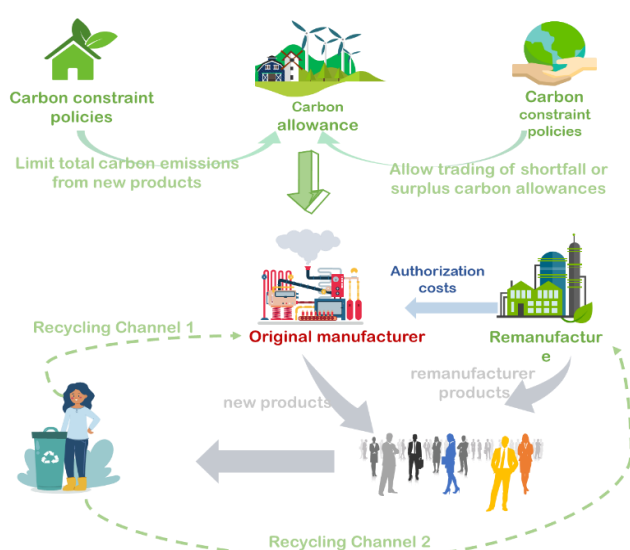 Carbon constraint
policies
Carbon
allowance
Carbon
constraint
policies
Limit total carbon emissions
from new products
Allow trading of shortfall or
surplus carbon allowances
Authorization
costs
Recycling Channel 1
Original manufacturer
Remanufactur
e
remanufacturer
products
new products
Recycling Channel 2